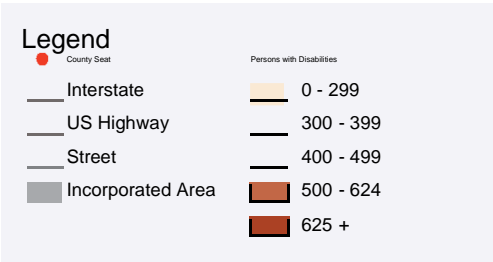 Legend
County Seat
Persons with Disabilities
Interstate
0 - 299
US Highway
300 - 399
Street
400 - 499
Incorporated Area
500 - 624
625 +